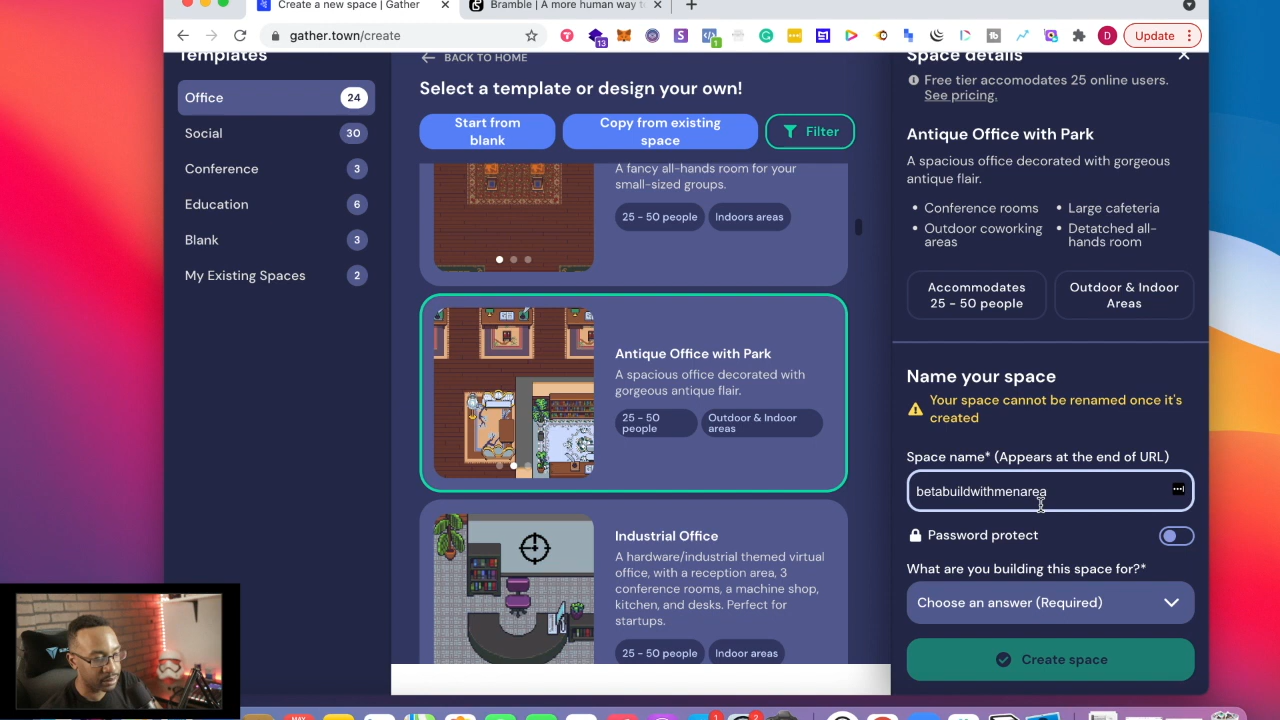 Create a new space | Gather
Bramble | A more human way to
gather.town/create
13
1
D
Update
Templates
Office 24
Social 30
Conference 3
Education 6
Blank 3
My Existing Spaces 2
BACK TO HOME
Select a template or design your own!
Start from
blank
Copy from existing
space
Filter
A fancy all-hands room for your
small-sized groups.
25 - 50 people
Indoors areas
Antique Office with Park
A spacious office decorated with
gorgeous antique flair.
25 - 50
people
Outdoor & Indoor
areas
Industrial Office
A hardware/industrial themed virtual
office, with a reception area, 3
conference rooms, a machine shop,
kitchen, and desks. Perfect for
startups.
25 - 50 people
Indoor areas
Space details
Free tier accomodates 25 online users.
See pricing.
Antique Office with Park
A spacious office decorated with gorgeous
antique flair.
• Conference rooms
• Large cafeteria
• Outdoor coworking
areas
• Detatched all-
hands room
Accommodates
25 - 50 people
Outdoor & Indoor
Areas
Name your space
Your space cannot be renamed once it's
created
Space name* (Appears at the end of URL)
betabuildwithmenarea
Password protect
What are you building this space for?*
Choose an answer (Required)
Create space